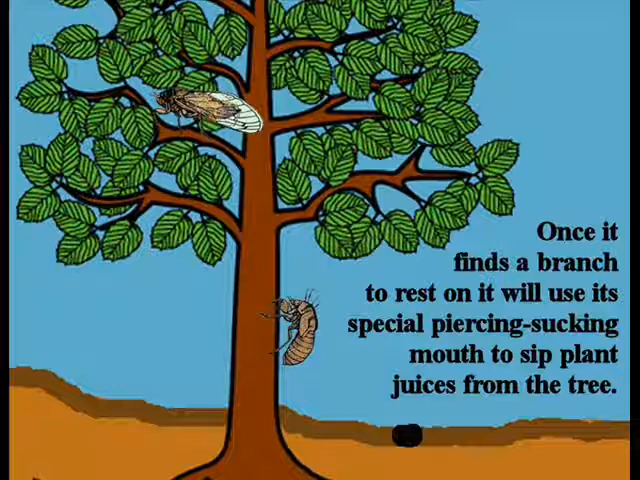 Once it
finds a branch
to rest on it will use its
special piercing-sucking
mouth to sip plant
juices from the tree.